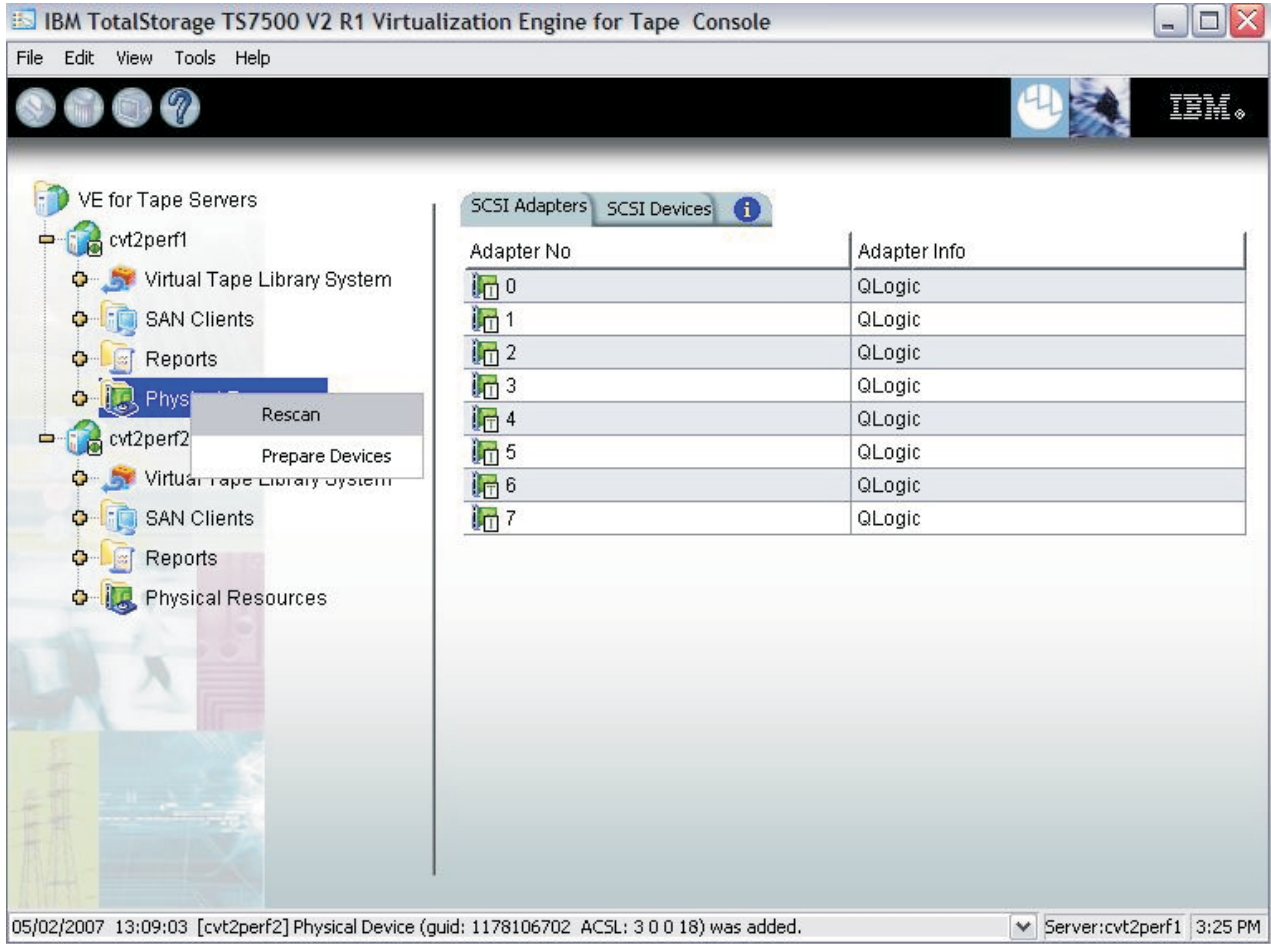 IBM TotalStorage TS7500 V2 R1 Virtualization Engine for Tape Console
File Edit View Tools Help
IBM
VE for Tape Servers
cvt2perf1
Virtual Tape Library System
SAN Clients
Reports
Phys
Rescan
Prepare Devices
cvt2perf2
Virtual Tape Library System
SAN Clients
Reports
Physical Resources
SCSI Adapters SCSI Devices i
Adapter No Adapter Info
0 QLogic
1 QLogic
2 QLogic
3 QLogic
4 QLogic
5 QLogic
6 QLogic
7 QLogic
05/02/2007 13:09:03 [cvt2perf2] Physical Device (guid: 1178106702 ACSL: 3 0 0 18) was added. Server:cvt2perf1 3:25 PM